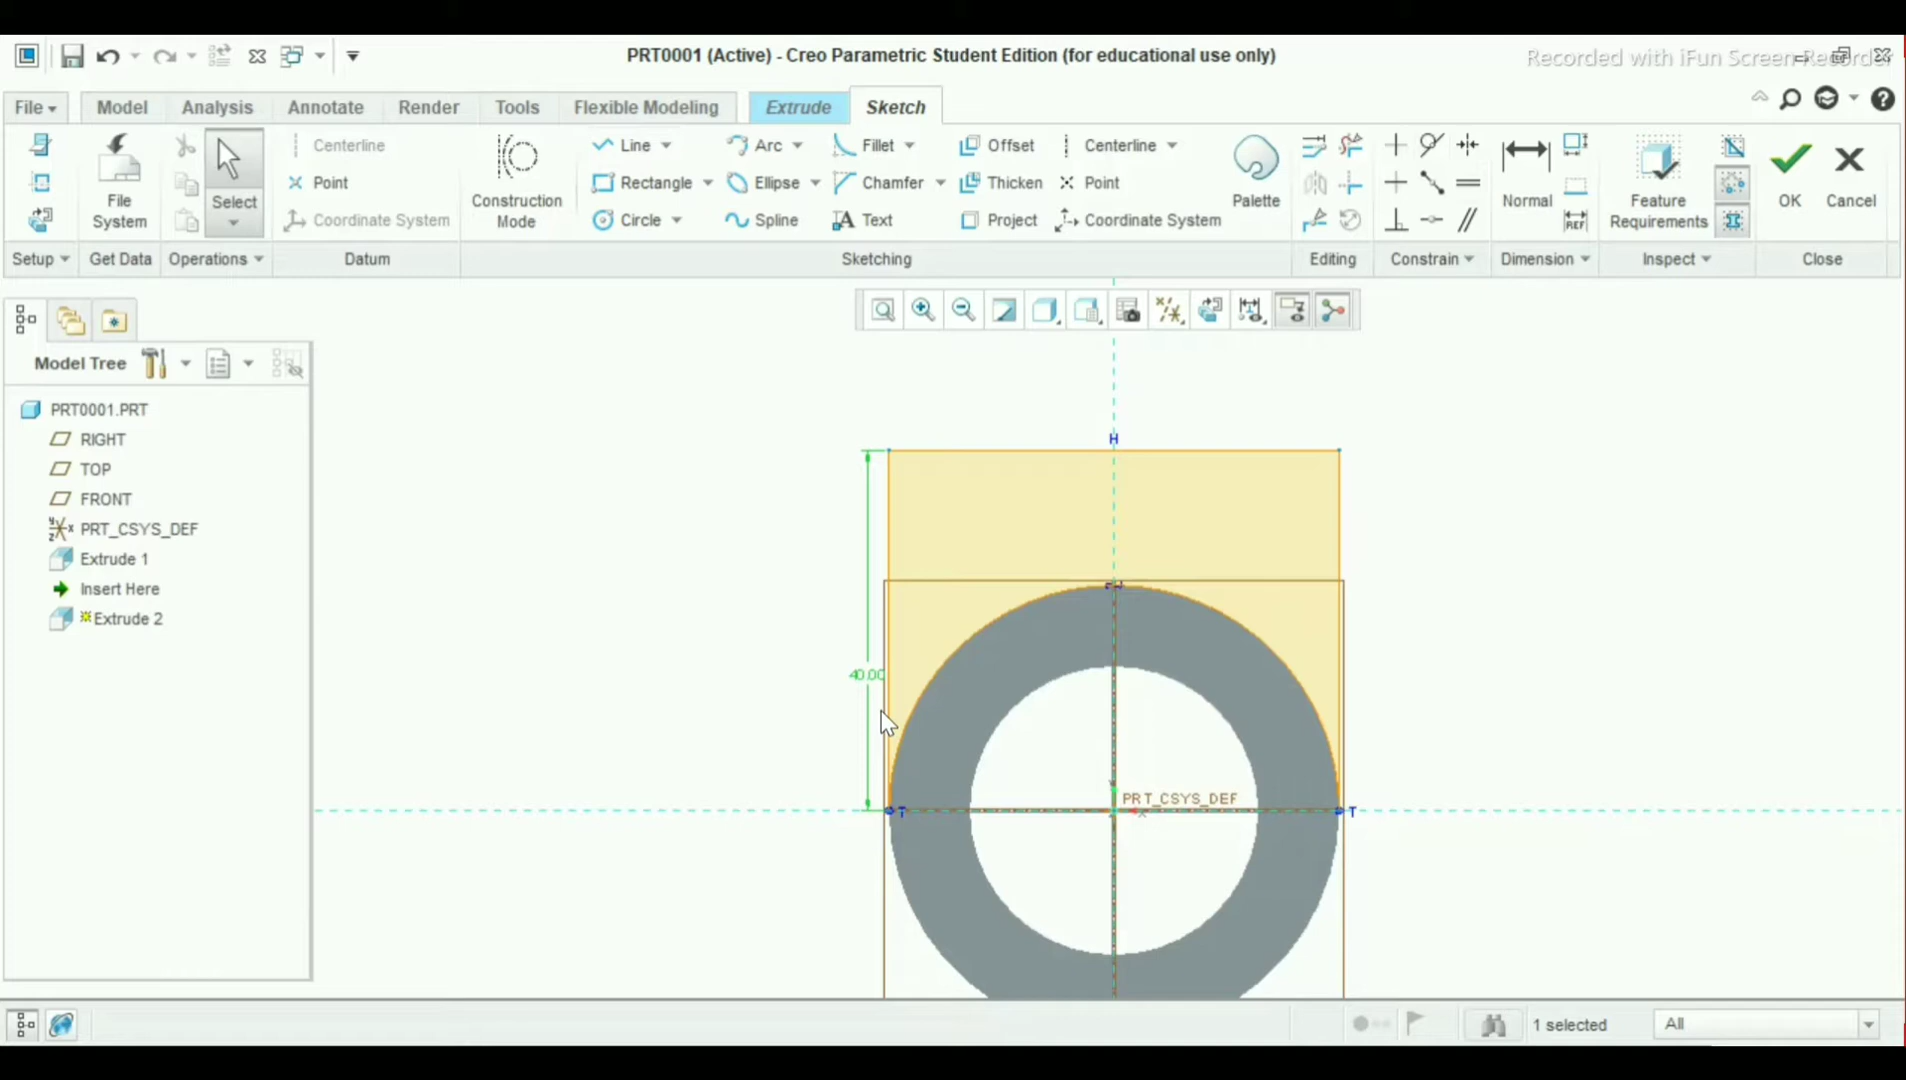 PRT0001 (Active) - Creo Parametric Student Edition (for educational use only)
Recorded with iFun Screen Recorder
File Model Analysis Annotate Render Tools Flexible Modeling Extrude Sketch
Centerline Line Arc Fillet Offset Centerline
Point Rectangle Ellipse Chamfer Thicken Point
Coordinate System Circle Spline Text Project Coordinate System
File System
Select
Construction Mode
Palette
Normal
REF
Feature Requirements
OK
Cancel
Setup Get Data Operations Datum Sketching Editing Constrain Dimension Inspect Close
Model Tree
PRT0001.PRT
RIGHT
TOP
FRONT
PRT_CSYS_DEF
Extrude 1
Insert Here
Extrude 2
H
40.00
PRT_CSYS_DEF
X
T T
1 selected All